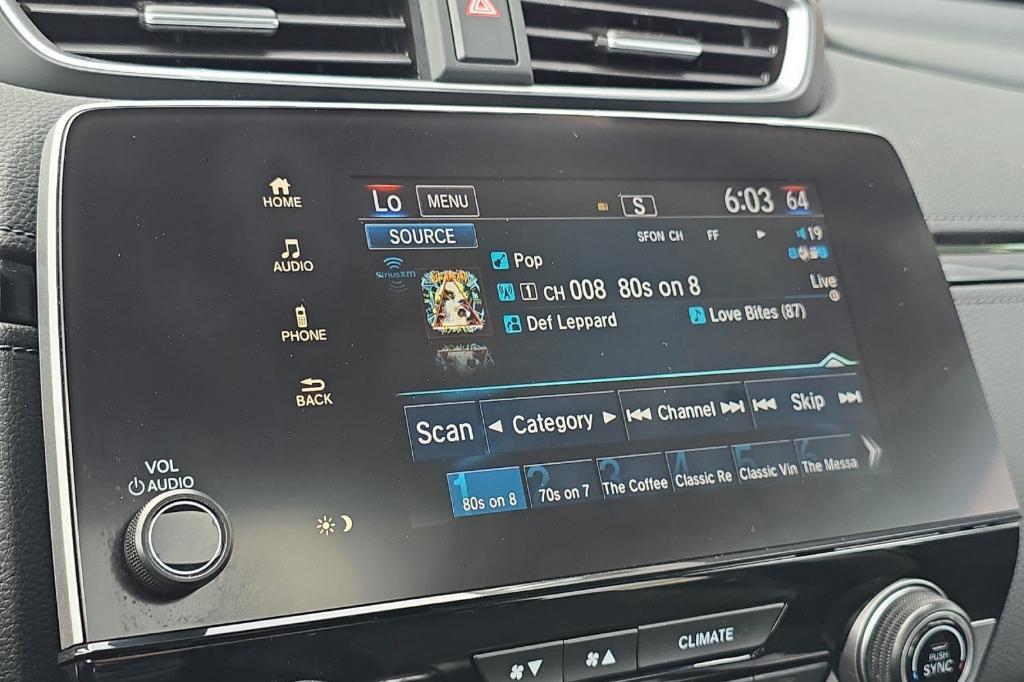 Lo MENU S 6:03 64
HOME
SOURCE SFON CH FF 19
siriusxm Pop
AUDIO
1 CH 008 80s on 8 Live
Def Leppard Love Bites (87)
PHONE
BACK
Scan Category Channel Skip
1 80s on 8
2 70s on 7
3 The Coffee
4 Classic Re
5 Classic Vin
6 The Messa
VOL
AUDIO
CLIMATE
PUSH
SYNC